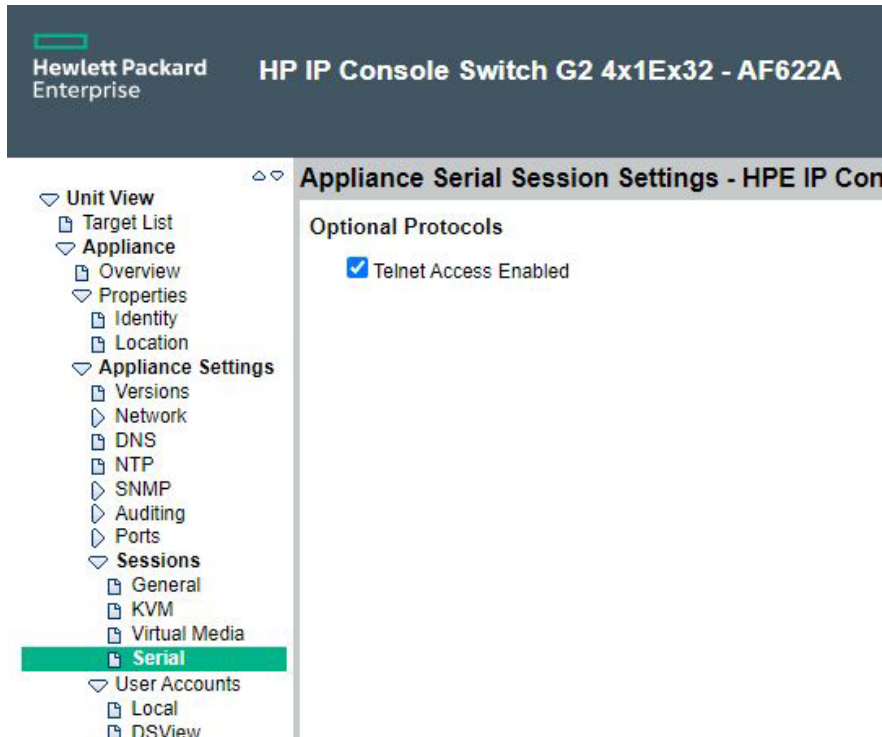 Hewlett Packard
Enterprise
HP IP Console Switch G2 4x1Ex32 - AF622A
Unit View
Target List
Appliance
Overview
Properties
Identity
Location
Appliance Settings
Versions
Network
DNS
NTP
SNMP
Auditing
Ports
Sessions
General
KVM
Virtual Media
Serial
User Accounts
Local
DSView
Appliance Serial Session Settings - HPE IP Con
Optional Protocols
Telnet Access Enabled